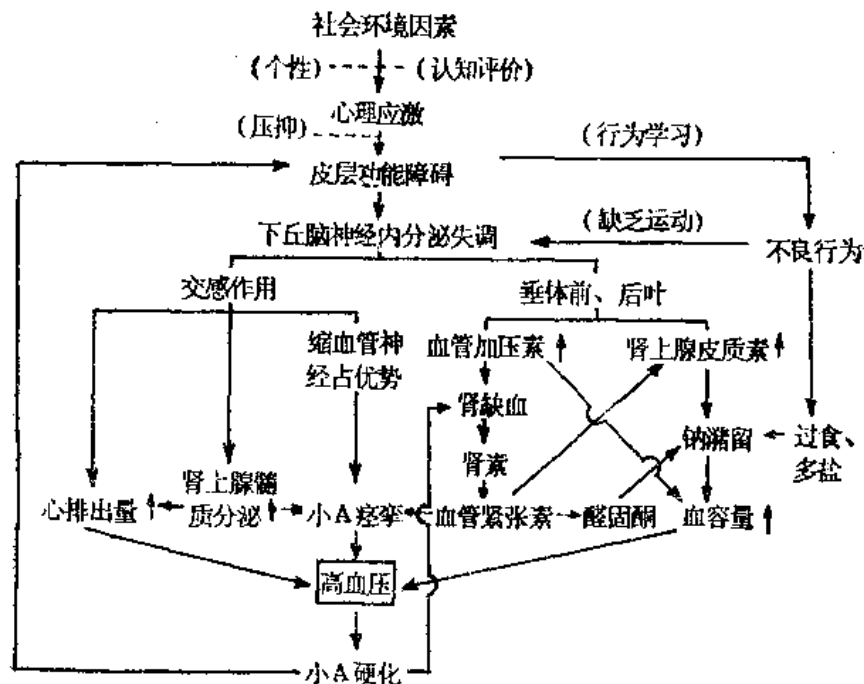 社会环境因素
(个性) (认知评价)
心理应激
(压抑) (行为学习)
皮层功能障碍
(缺乏运动)
下丘脑神经内分泌失调 不良行为
交感作用 垂体前、后叶
缩血管神 血管加压素 肾上腺皮质素
经占优势
肾缺血
钠潴留 过食、
肾素 多盐
肾上腺髓
心排出量 质分泌 小A痉挛 血管紧张素 醛固酮 血容量
高血压
小A硬化